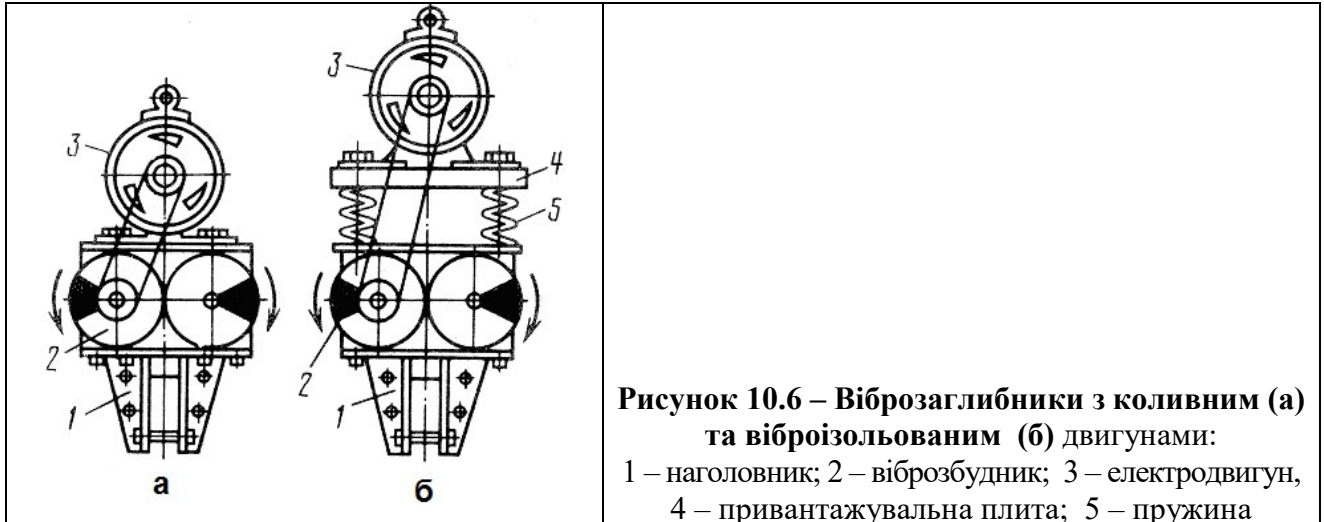 3
2
1
а
3
4
5
2
1
б
Рисунок 10.6 – Віброзаглибники з коливним (а)
та віброізольованим (б) двигунами:
1 – наголовник; 2 – віброзбудник; 3 – електродвигун,
4 – привантажувальна плита; 5 – пружина